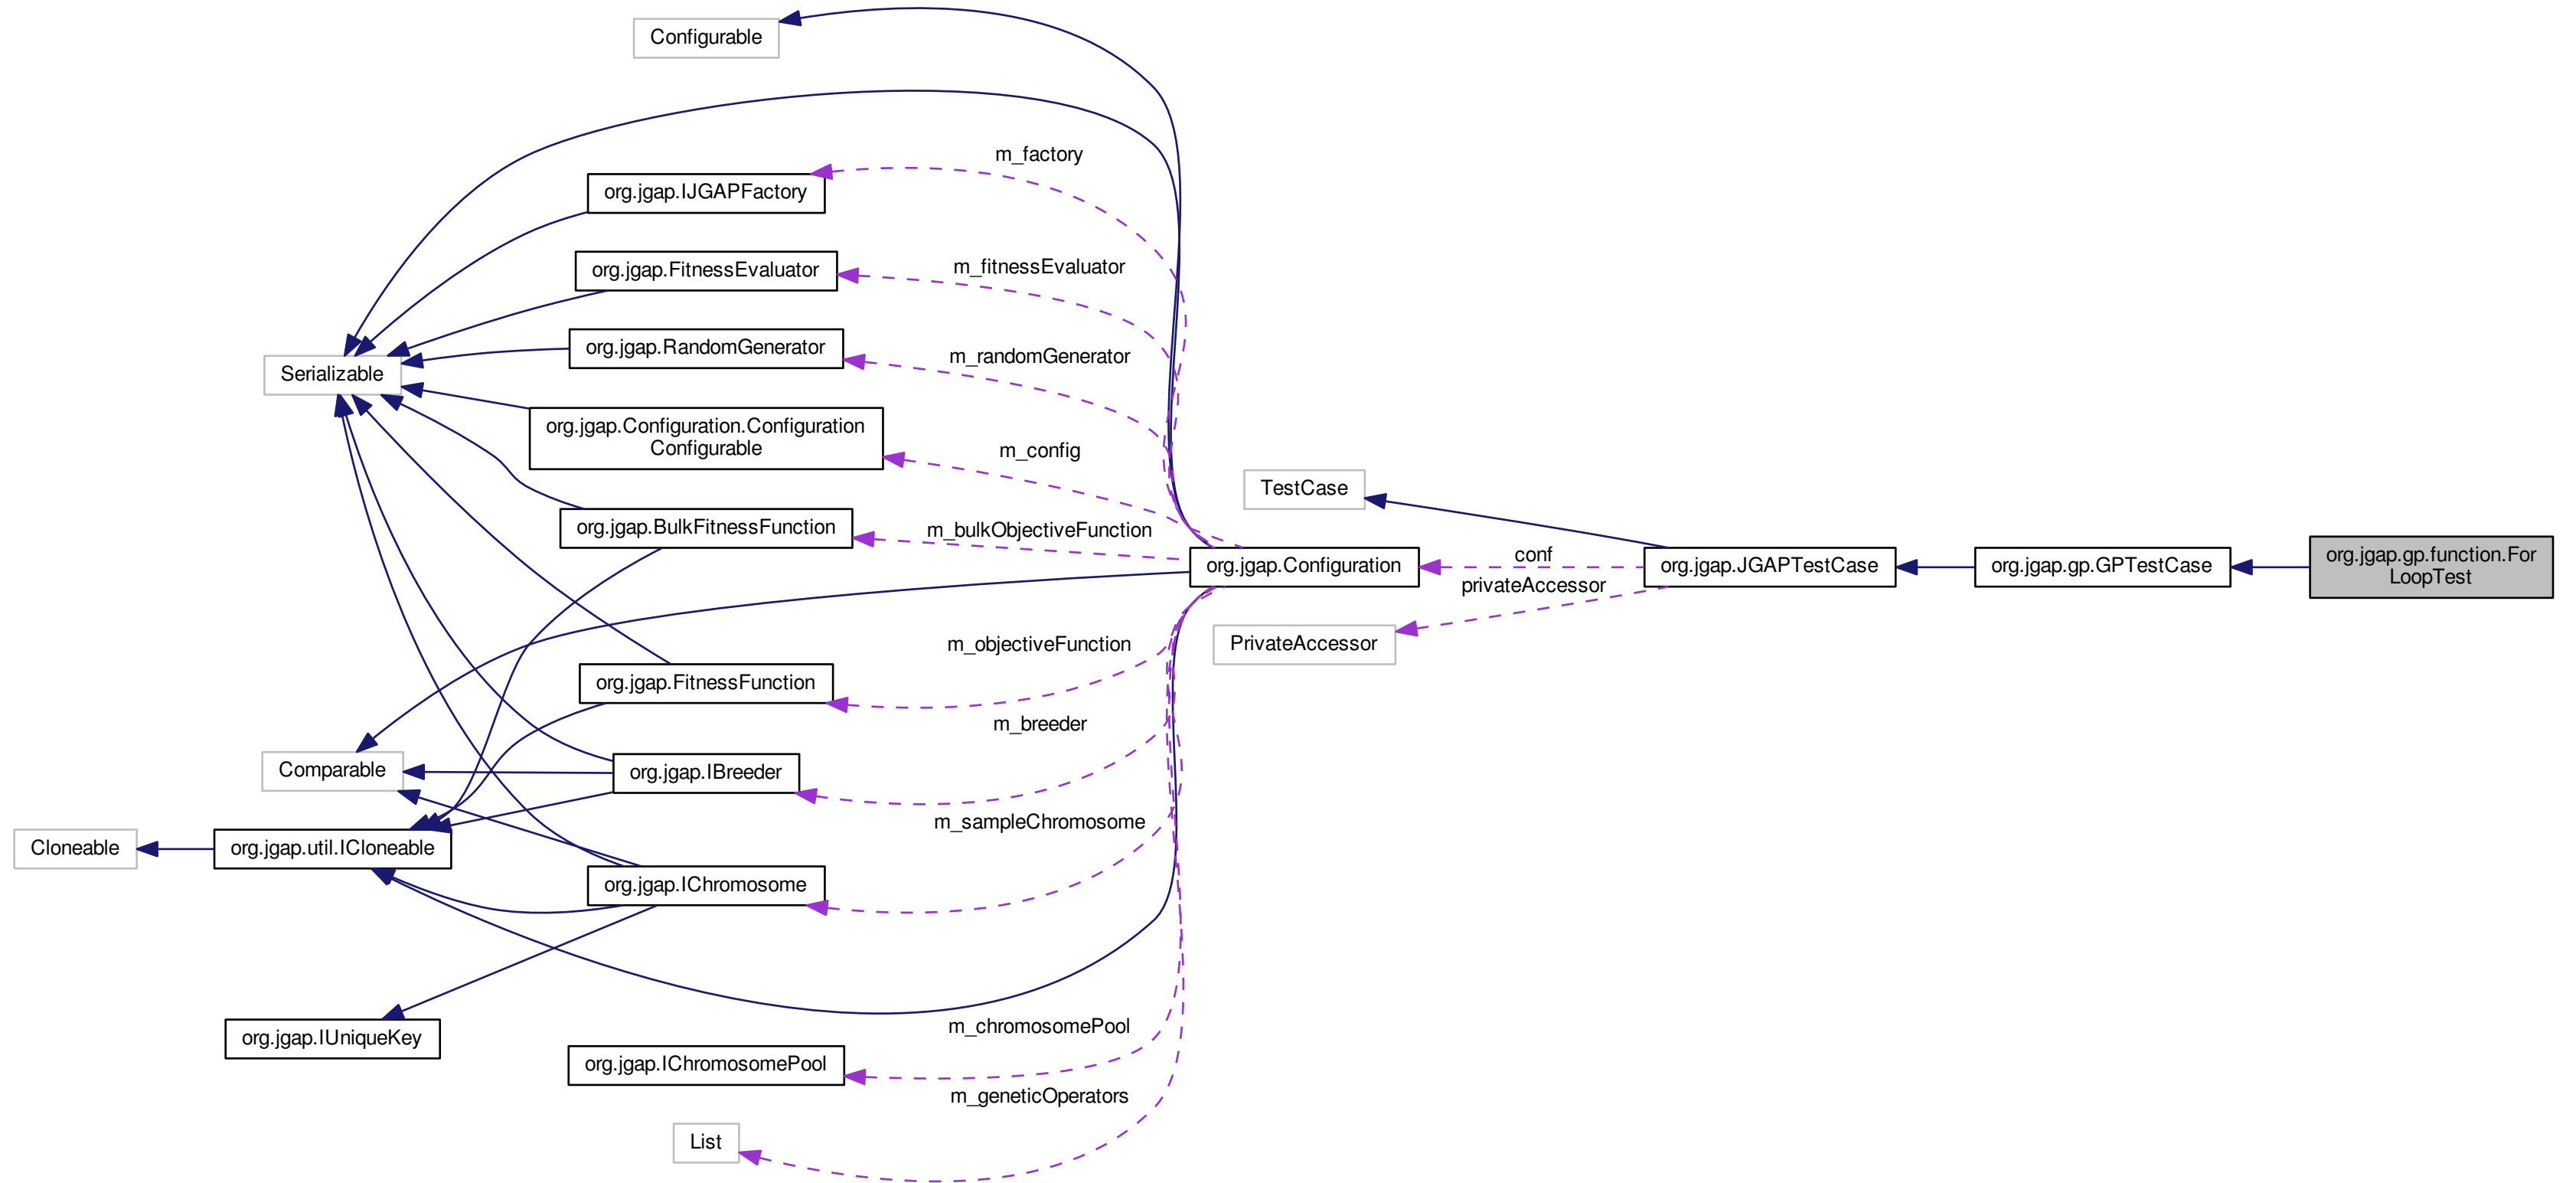 Configurable
m_factory
org.jgap.IJGAPFactory
m_fitnessEvaluator
org.jgap.FitnessEvaluator
m_randomGenerator
org.jgap.RandomGenerator
Serializable
org.jgap.Configuration.Configuration
Configurable
m_config
TestCase
org.jgap.BulkFitnessFunction
m_bulkObjectiveFunction
org.jgap.Configuration
conf
privateAccessor
org.jgap.JGAPTestCase
org.jgap.gp.GPTestCase
org.jgap.gp.function.For
LoopTest
PrivateAccessor
m_objectiveFunction
org.jgap.FitnessFunction
m_breeder
Comparable
org.jgap.IBreeder
m_sampleChromosome
Cloneable
org.jgap.util.ICloneable
org.jgap.IChromosome
org.jgap.IUniqueKey
m_chromosomePool
org.jgap.IChromosomePool
m_geneticOperators
List